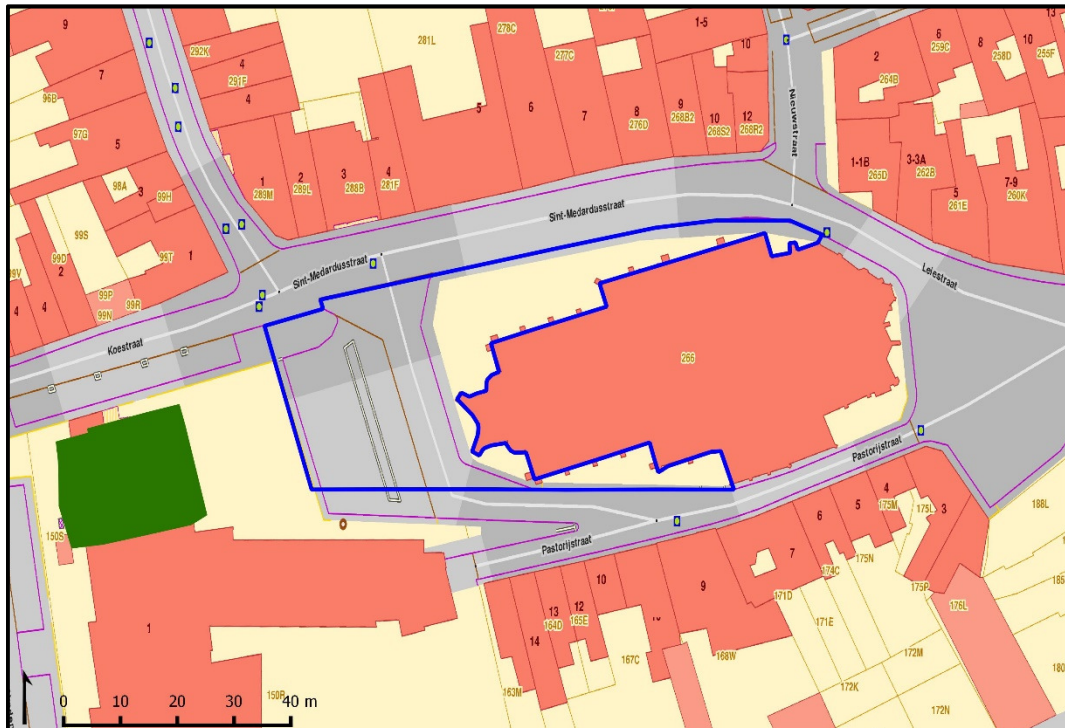 9
292K
4
291F
4
281L
278C
277C
1-5
10
2
264B
6
259C
8
258D
10
255F
13
96B
7
97G
5
98A
3
99H
99S
99T
1
99D
99V
2
4
4
99P
99R
99N
1
289M
2
289L
3
288B
4
281F
5
6
7
8
276D
9
268B2
10
268S2
12
268R2
Nieuwstraat
1-1B
265D
3-3A
262B
5
261E
7-9
260K
Sint-Medardusstraat
Sint-Medardusstraat
Leiestraat
Koestraat
266
Pastorijstraat
Pastorijstraat
150S
1
150R
14
13
164D
12
165E
10
167C
163M
9
168W
7
171D
6
174C
5
175N
4
175M
175L
3
175P
176L
188L
171E
172M
172K
172N
0 10 20 30 40 m